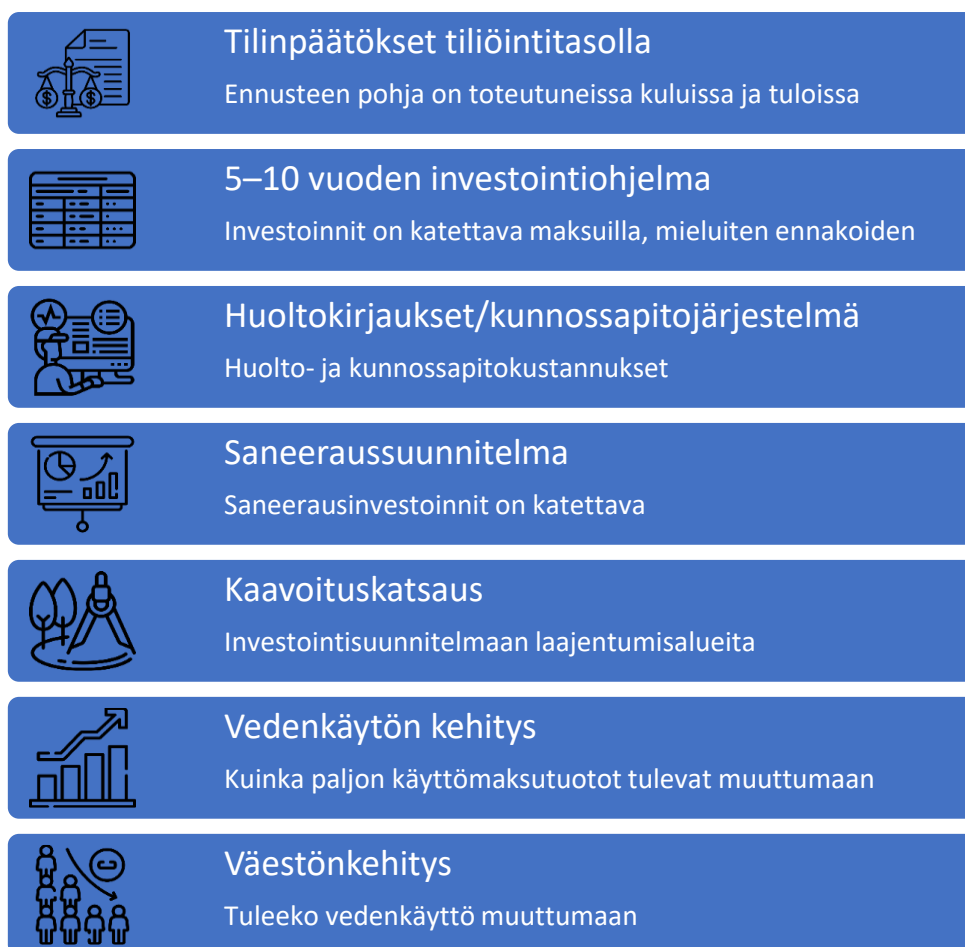 Tilinpäätökset tiliöintitasolla
Ennusteen pohja on toteutuneissa kuluissa ja tuloissa
5–10 vuoden investointiohjelma
Investoinnit on katettava maksuilla, mieluiten ennakoiden
Huoltokirjaukset/kunnossapitojärjestelmä
Huolto- ja kunnossapitokustannukset
Saneeraussuunnitelma
Saneerausinvestoinnit on katettava
Kaavoituskatsaus
Investointisuunnitelmaan laajentumisalueita
Vedenkäytön kehitys
Kuinka paljon käyttömaksutuotot tulevat muuttumaan
Väestönkehitys
Tuleeko vedenkäyttö muuttumaan